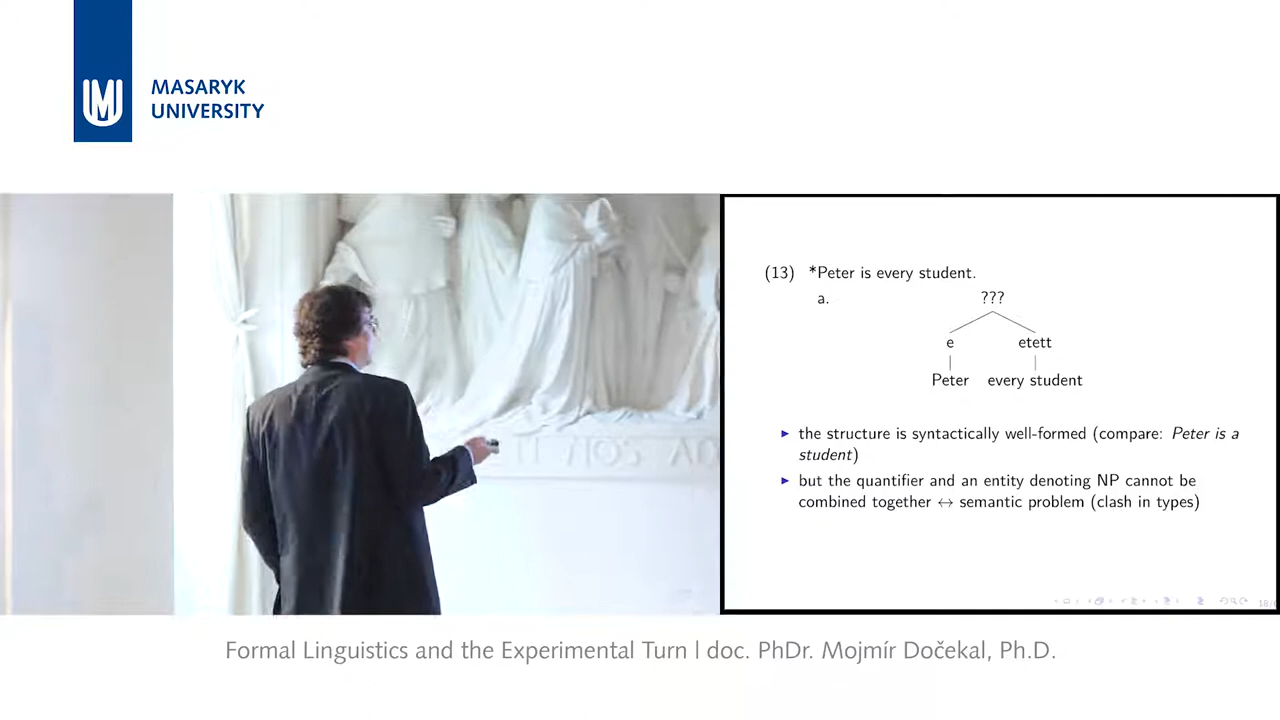 MASARYK
UNIVERSITY
(13) *Peter is every student.
a. ???
e etett
Peter every student
▶ the structure is syntactically well-formed (compare: Peter is a
student)
▶ but the quantifier and an entity denoting NP cannot be
combined together ↔ semantic problem (clash in types)
Formal Linguistics and the Experimental Turn | doc. PhDr. Mojmír Dočekal, Ph.D.